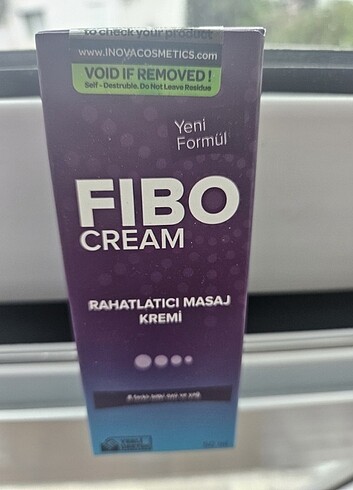 to check your product
www.INOVACOSMETICS.com
VOID IF REMOVED !
Self - Destruble. Do Not Leave Residue
Yeni
Formül
FIBO
CREAM
RAHATLATICI MASAJ
KREMİ